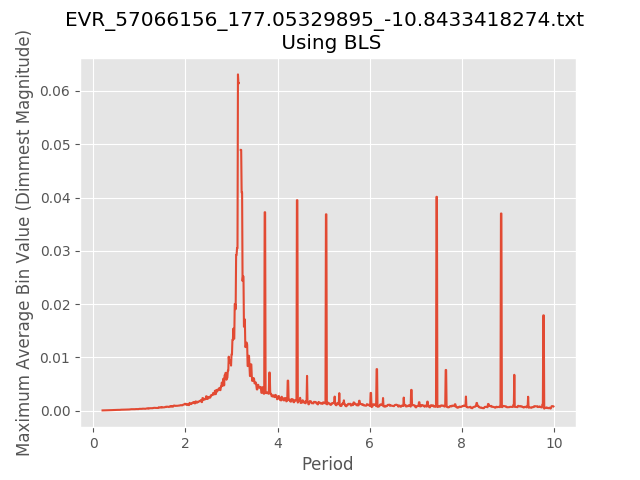 EVR_57066156_177.05329895_-10.8433418274.txt
Using BLS
Maximum Average Bin Value (Dimmest Magnitude)
0.06
0.05
0.04
0.03
0.02
0.01
0.00
0 2 4 6 8 10
Period